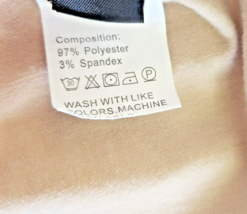 Composition:
97% Polyester
3% Spandex
WASH WITH LIKE
COLORS.MACHINE